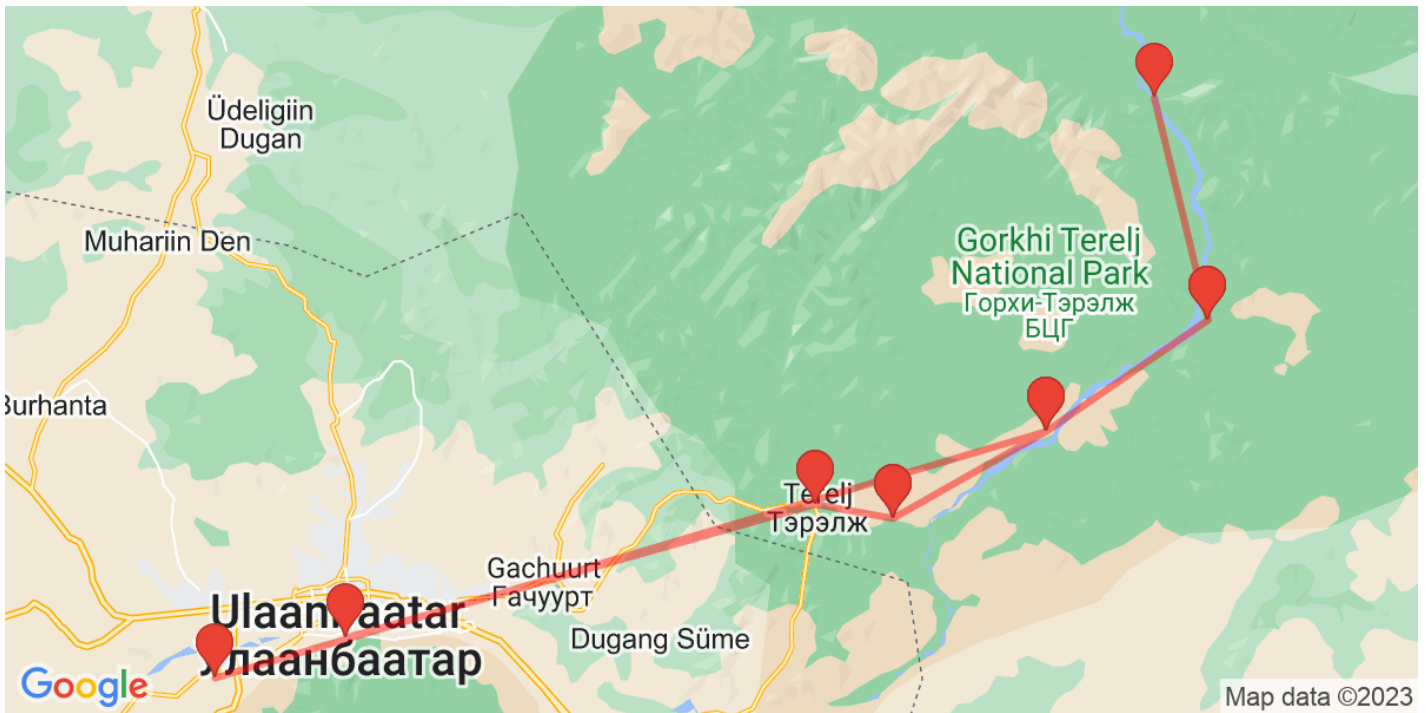 Üdeligiin
Dugan
Muhariin Den
Gorkhi Terelj
National Park
Горхи-Тэрэлж
БЦГ
Burhanta
Terelj
Тэрэлж
Gachuurt
Гачуурт
Ulaanbaatar
Улаанбаатар
Dugang Süme
Google
Map data ©2023